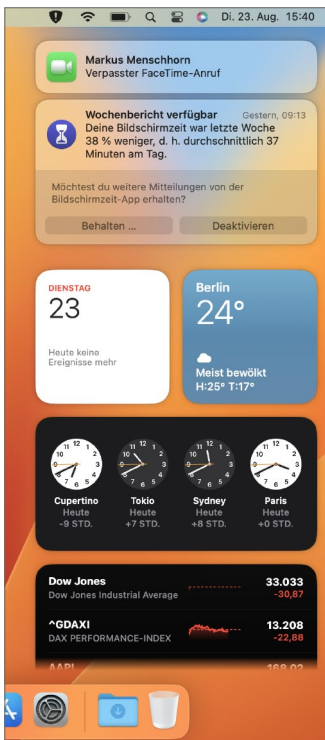 Di. 23. Aug. 15:40
Markus Menschhorn
Verpasster FaceTime-Anruf
Wochenbericht verfügbar Gestern, 09:13
Deine Bildschirmzeit war letzte Woche
38 % weniger, d. h. durchschnittlich 37
Minuten am Tag.
Möchtest du weitere Mitteilungen von der
Bildschirmzeit-App erhalten?
Behalten ... Deaktivieren
DIENSTAG
23
Heute keine
Ereignisse mehr
Berlin
24°
Meist bewölkt
H:25° T:17°
Cupertino Tokio Sydney Paris
Heute Heute Heute Heute
-9 STD. +7 STD. +8 STD. +0 STD.
Dow Jones 33.033
Dow Jones Industrial Average -30,87
^GDAXI 13.208
DAX PERFORMANCE-INDEX -22,88
AAPL 168,02